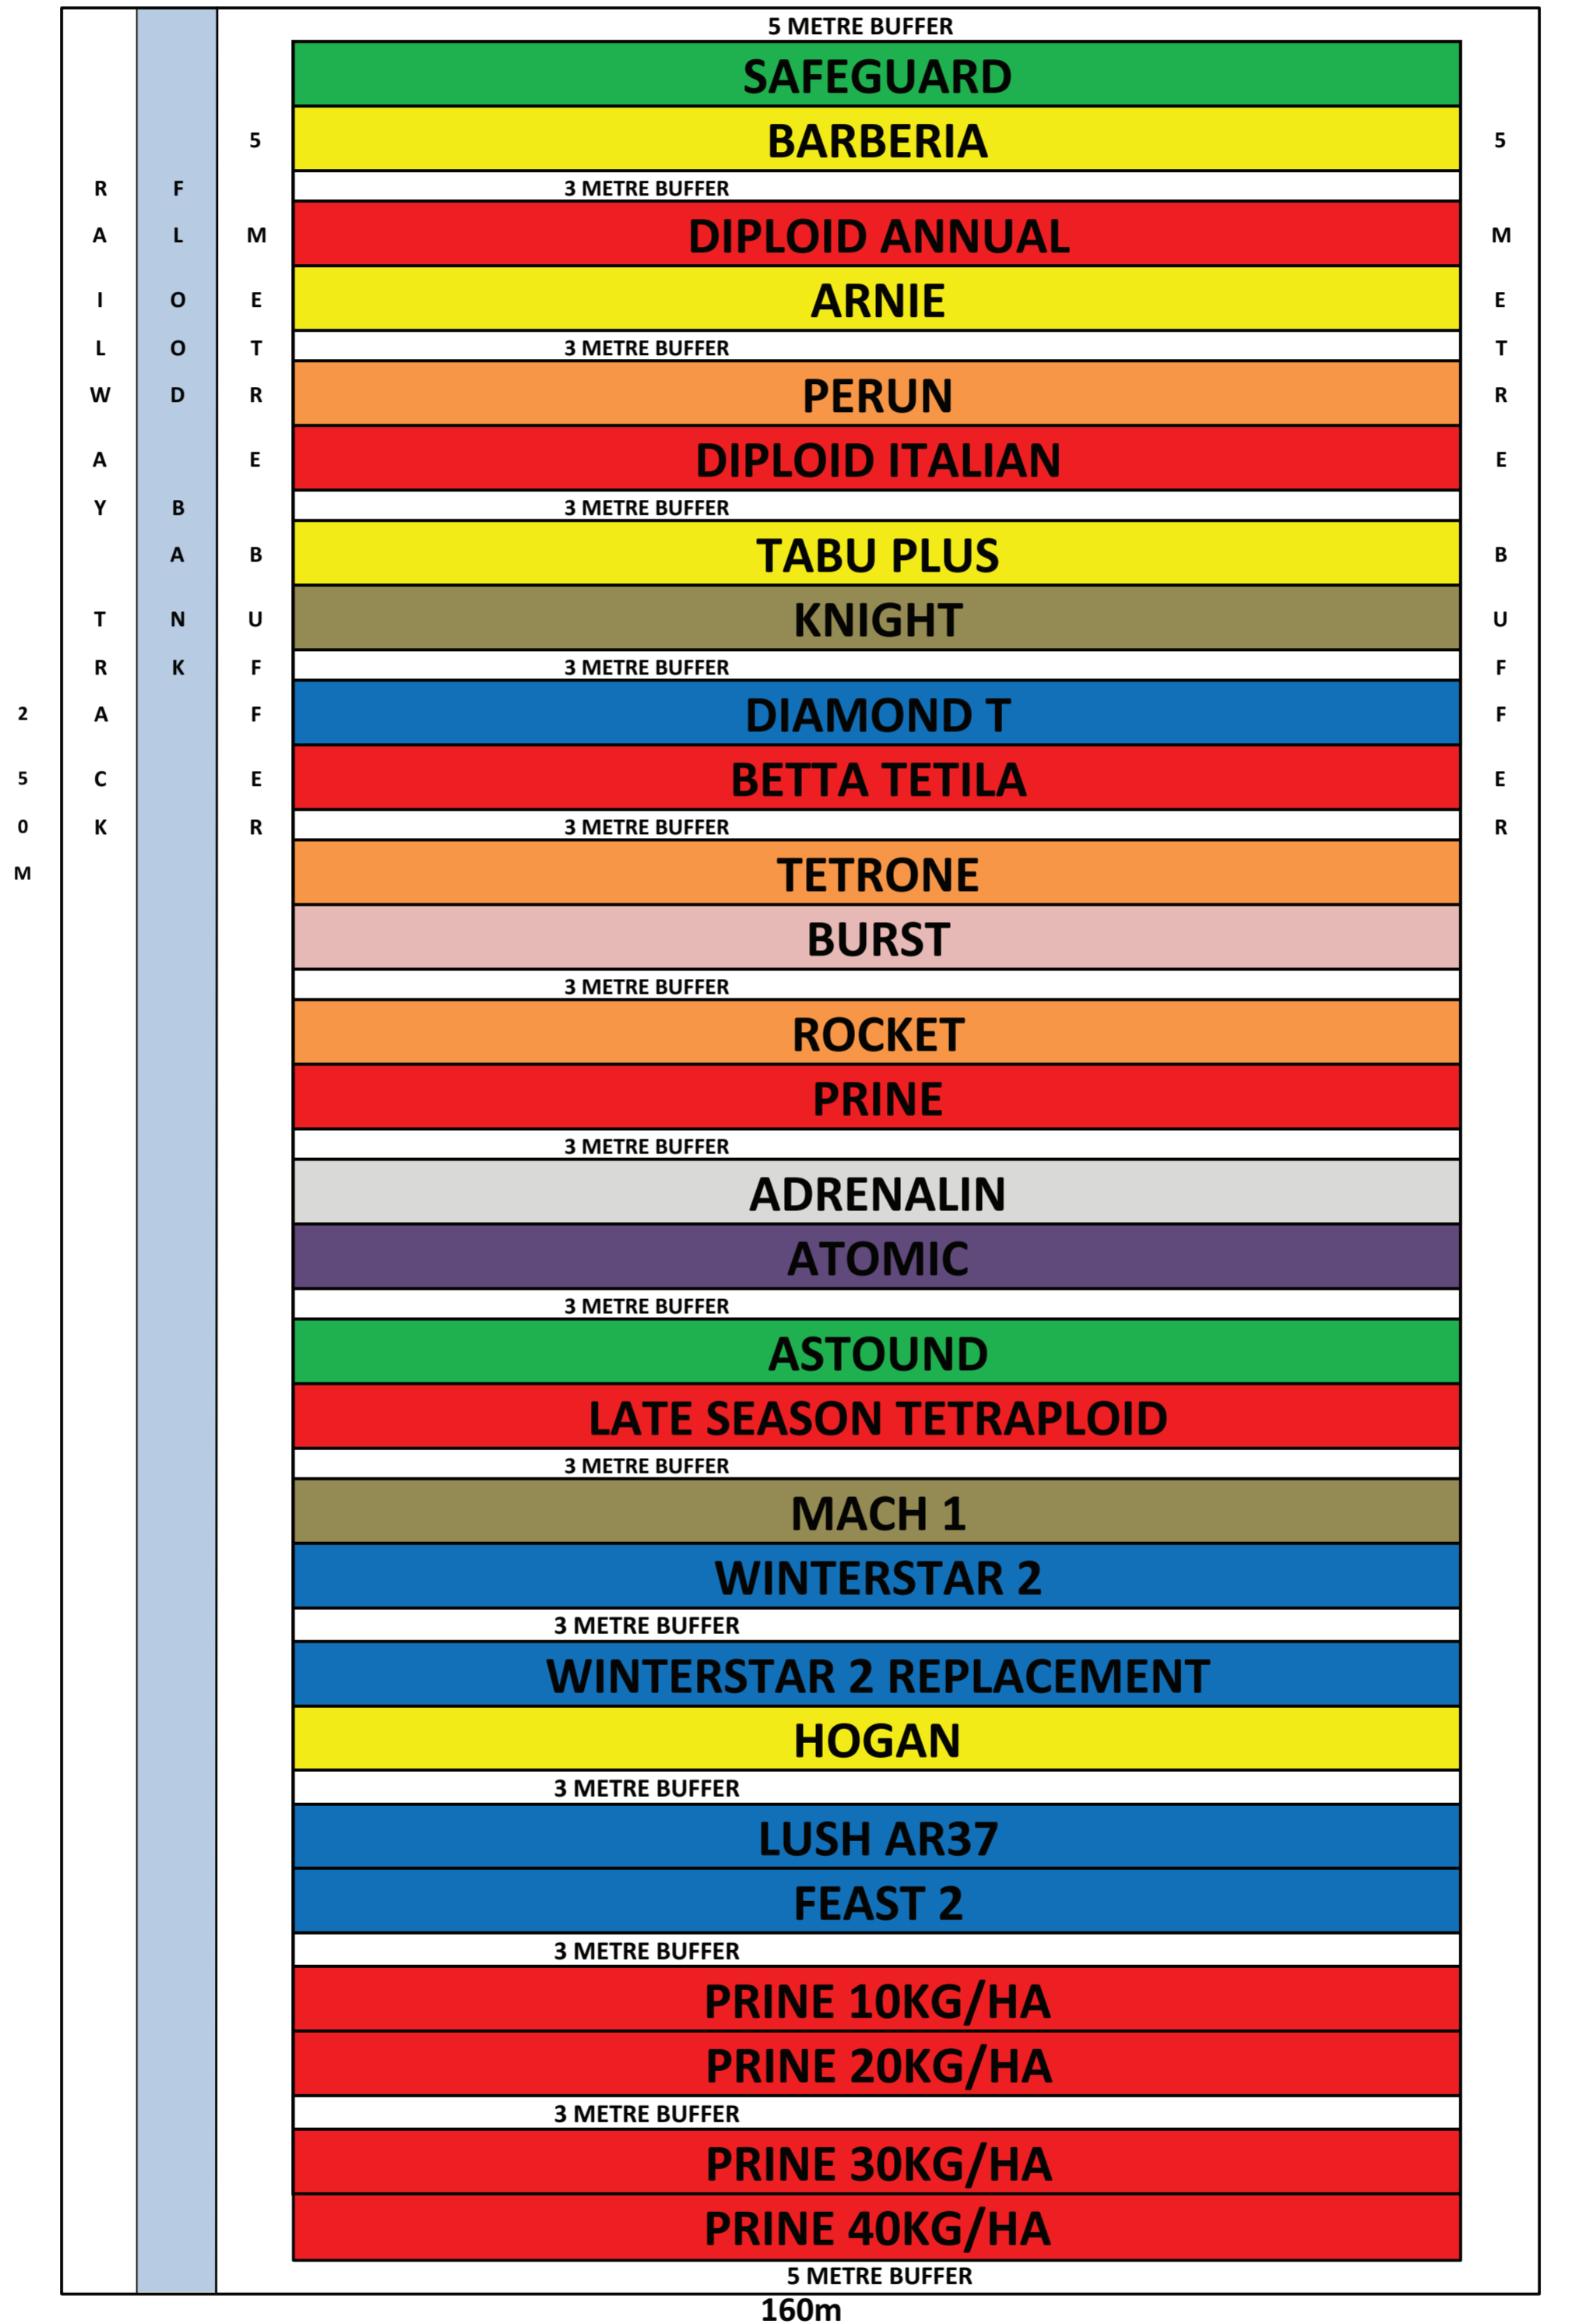 5 METRE BUFFER
SAFEGUARD
BARBERIA
3 METRE BUFFER
DIPLOID ANNUAL
ARNIE
3 METRE BUFFER
PERUN
DIPLOID ITALIAN
3 METRE BUFFER
TABU PLUS
KNIGHT
3 METRE BUFFER
DIAMOND T
BETTA TETILA
3 METRE BUFFER
TETRONE
BURST
3 METRE BUFFER
ROCKET
PRINE
3 METRE BUFFER
ADRENALIN
ATOMIC
3 METRE BUFFER
ASTOUND
LATE SEASON TETRAPLOID
3 METRE BUFFER
MACH 1
WINTERSTAR 2
3 METRE BUFFER
WINTERSTAR 2 REPLACEMENT
HOGAN
3 METRE BUFFER
LUSH AR37
FEAST 2
3 METRE BUFFER
PRINE 10KG/HA
PRINE 20KG/HA
3 METRE BUFFER
PRINE 30KG/HA
PRINE 40KG/HA
5 METRE BUFFER
160m
250M
RAILWAY TRACK
FLOOD BANK
5 METRE BUFFER
5 METRE BUFFER